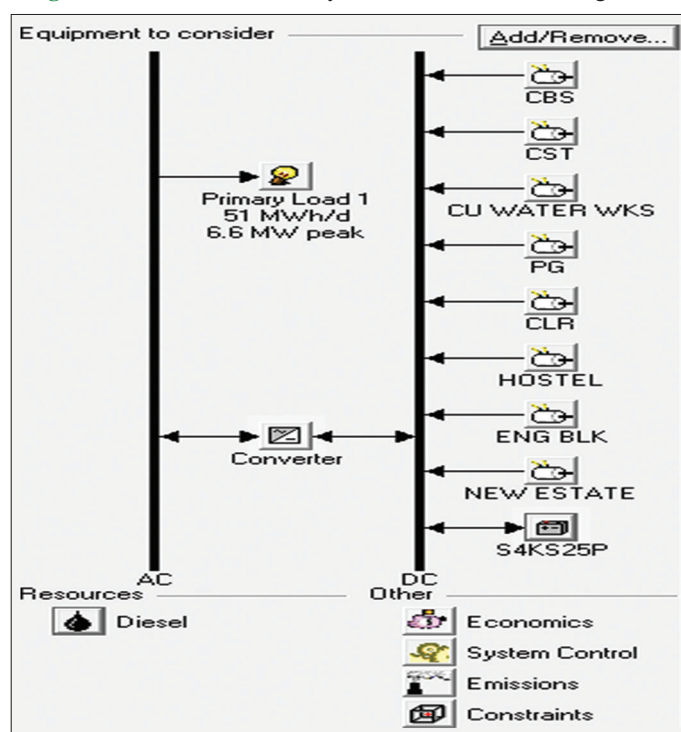 Equipment to consider
Add/Remove...
CBS
CST
Primary Load 1
51 MWh/d
6.6 MW peak
CU WATER WKS
PG
CLR
HOSTEL
Converter
ENG BLK
NEW ESTATE
S4KS25P
AC
DC
Resources
Other
Diesel
Economics
System Control
Emissions
Constraints